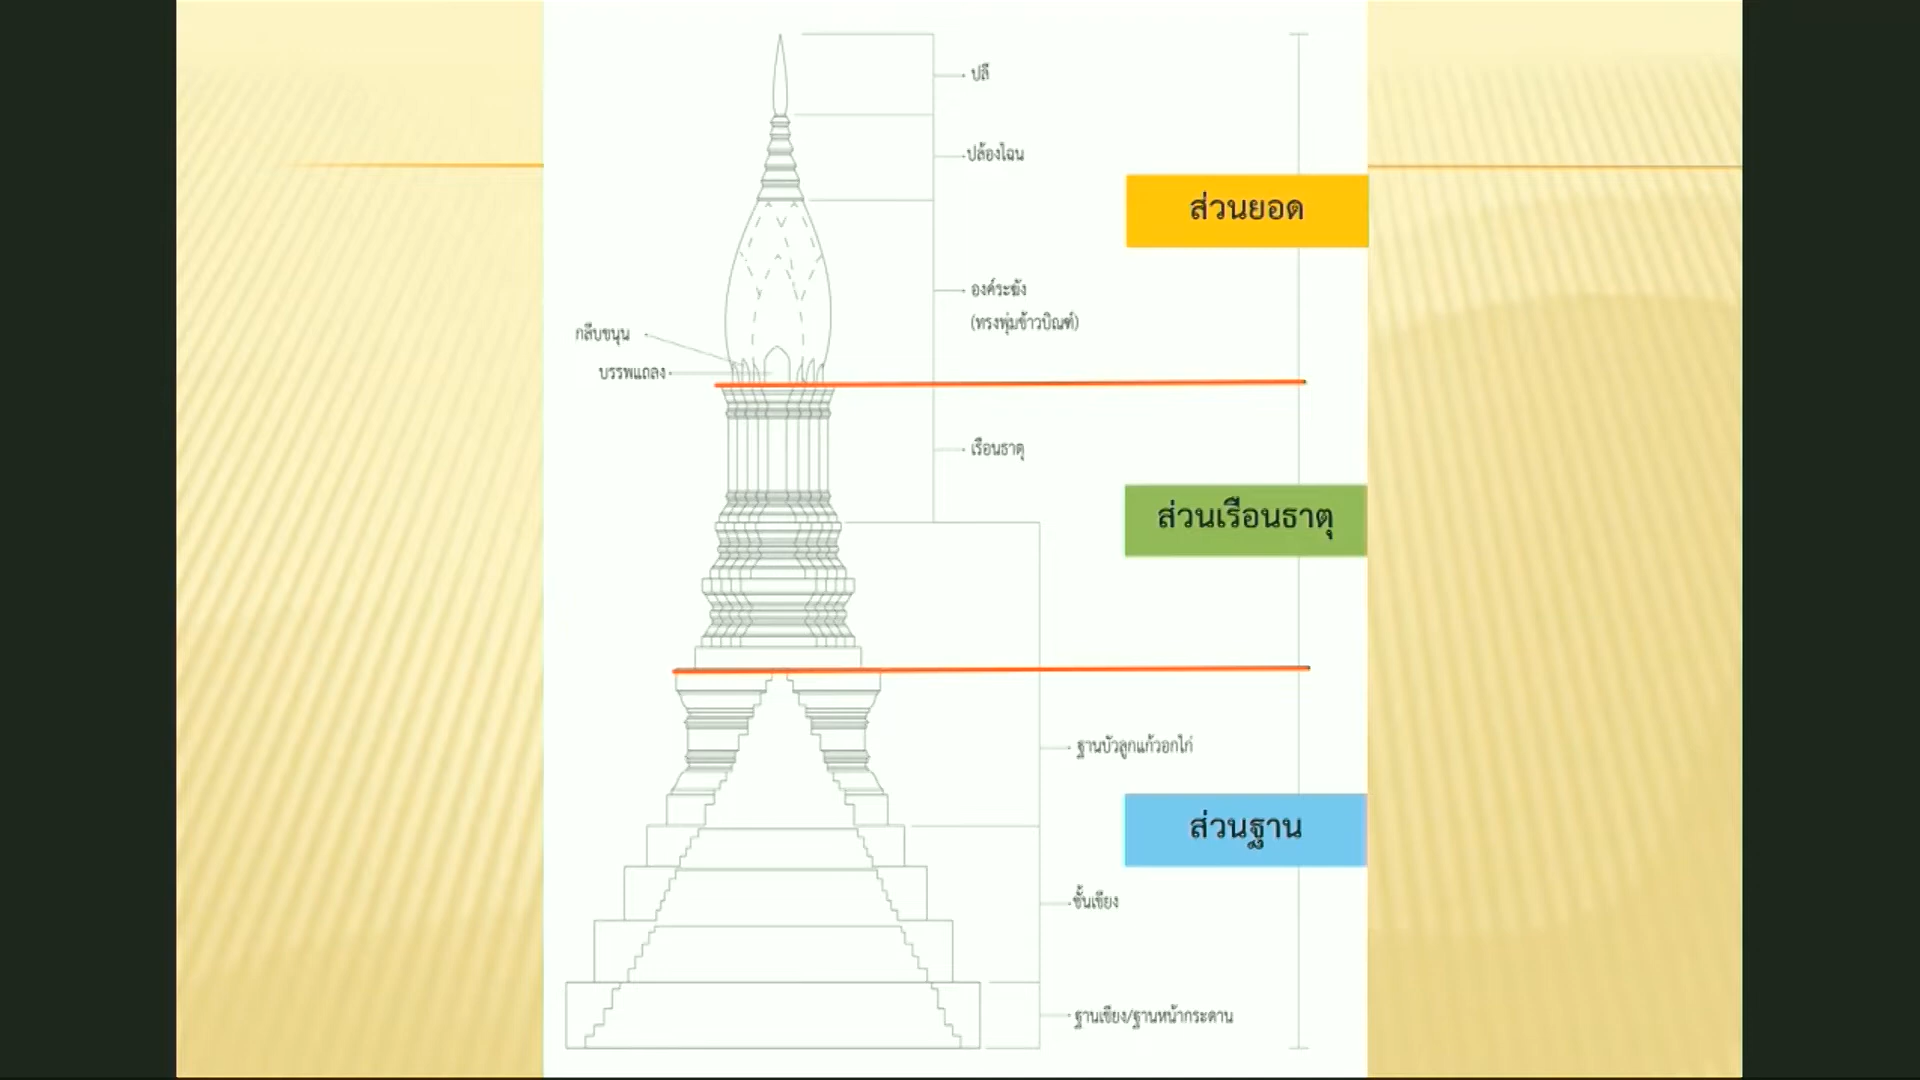 ปลี
ปล้องไฉน
ส่วนยอด
องค์ระฆัง
(ทรงพุ่มข้าวบิณฑ์)
กลีบขนุน
บรรพแถลง
เรือนธาตุ
ส่วนเรือนธาตุ
ฐานบัวลูกแก้วอกไก่
ส่วนฐาน
ชั้นเขียง
ฐานเขียง/ฐานหน้ากระดาน